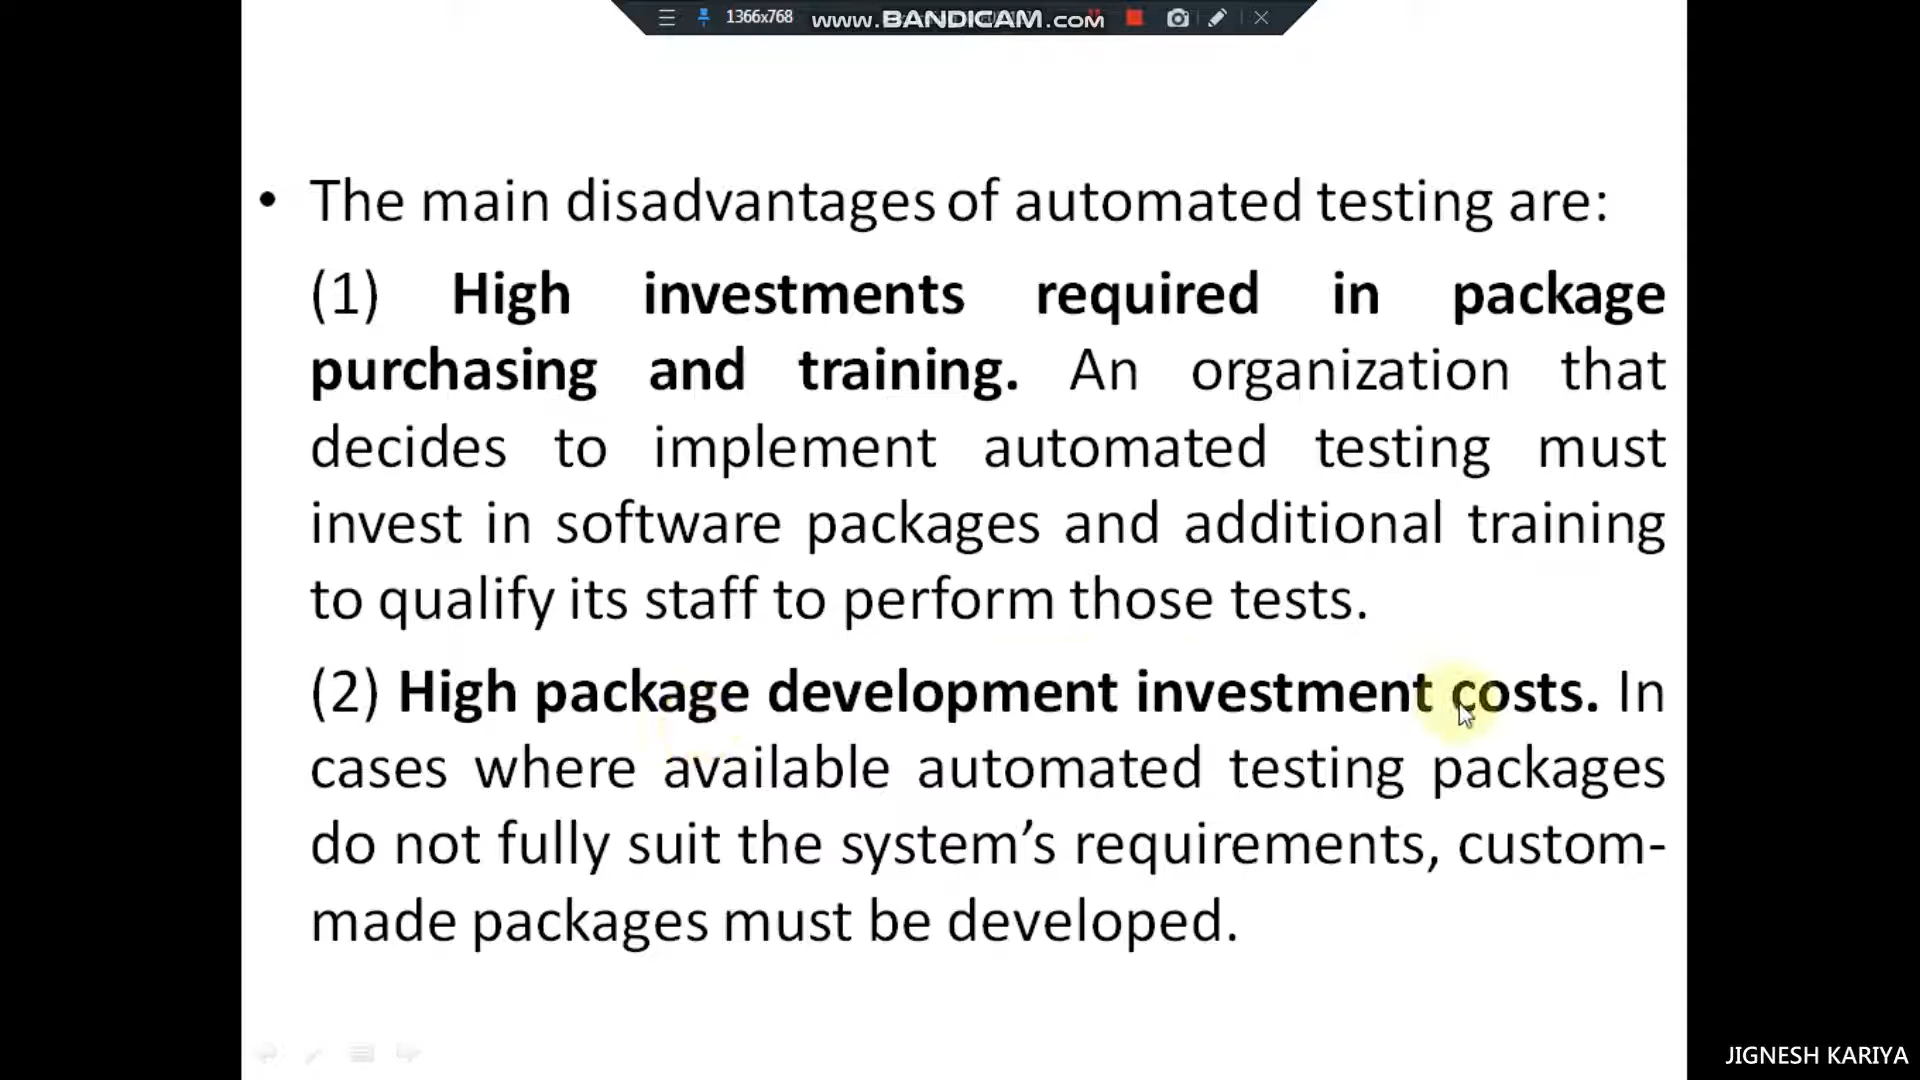 1366x768
www.BANDICAM.com
• The main disadvantages of automated testing are:
(1) High investments required in package
purchasing and training. An organization that
decides to implement automated testing must
invest in software packages and additional training
to qualify its staff to perform those tests.
(2) High package development investment costs. In
cases where available automated testing packages
do not fully suit the system’s requirements, custom-
made packages must be developed.
JIGNESH KARIYA